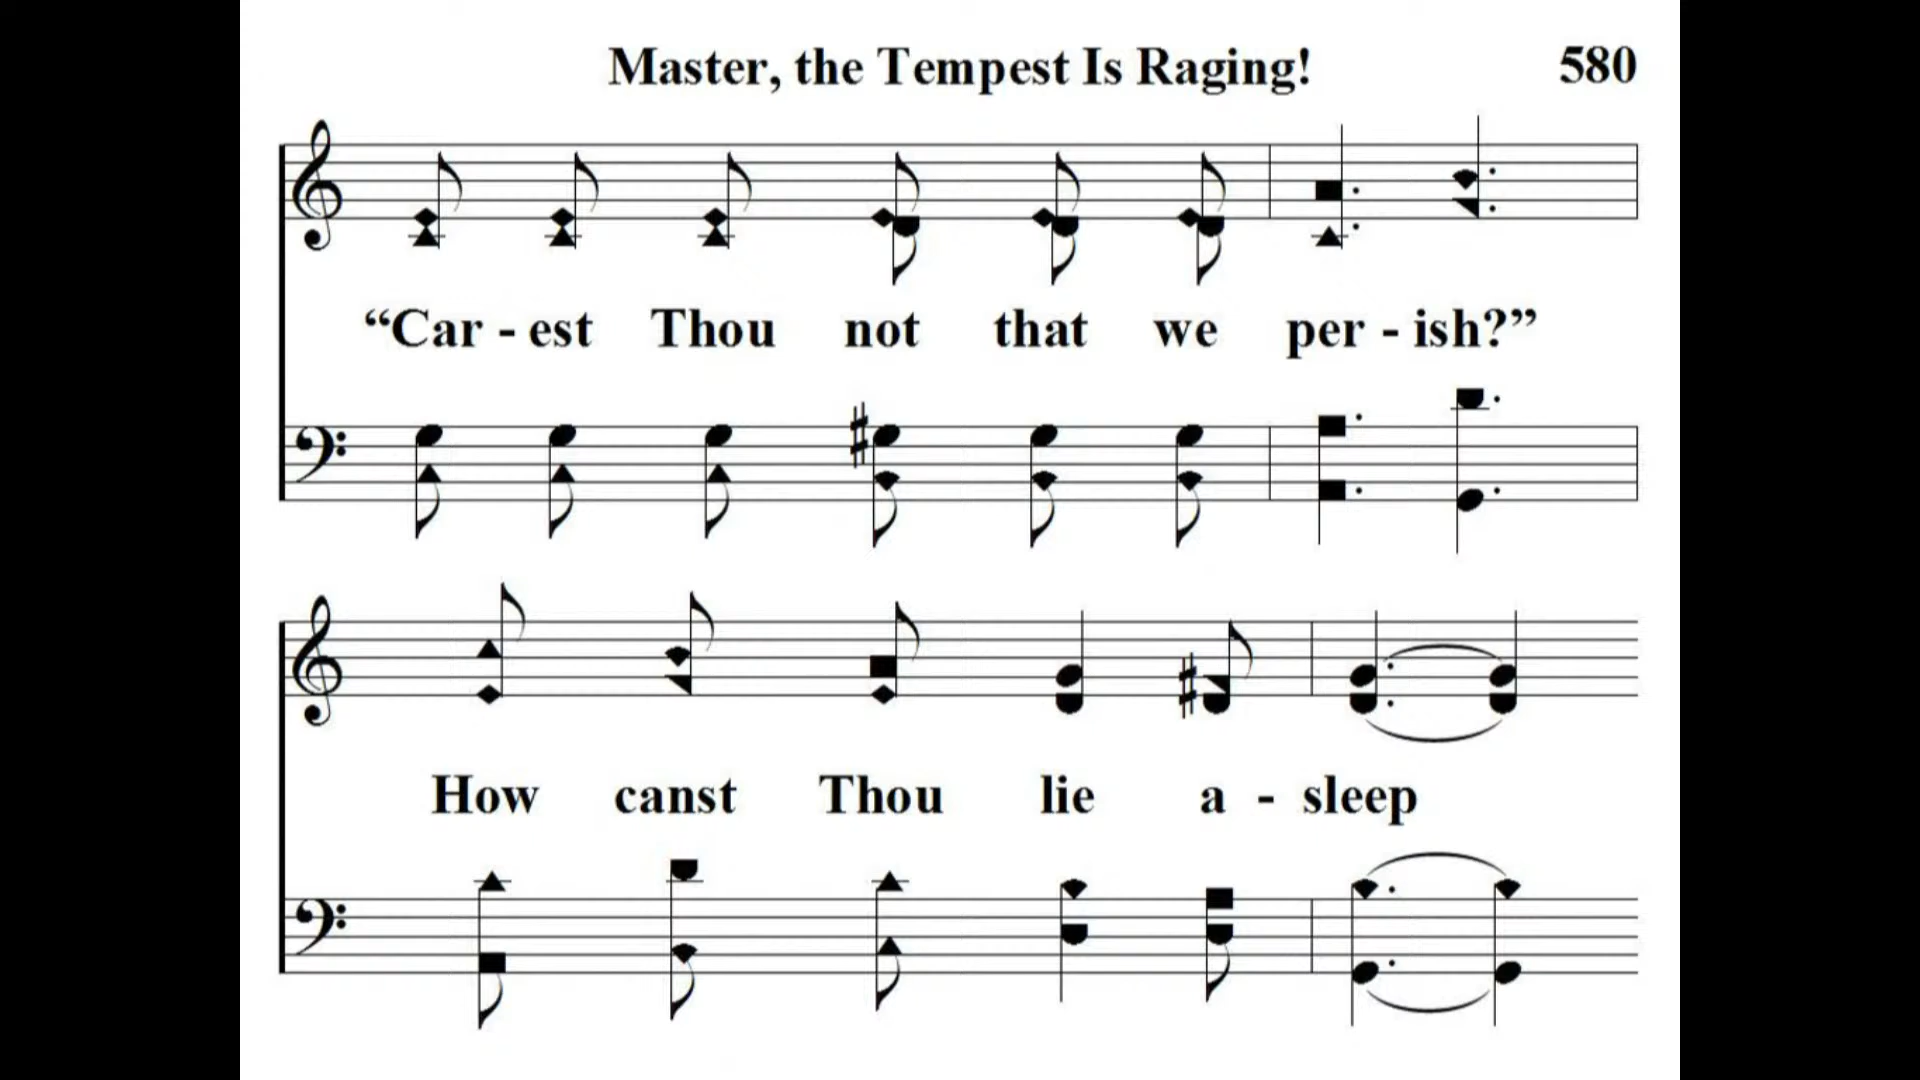 Master, the Tempest Is Raging! 580
“Car - est Thou not that we per - ish?”
How canst Thou lie a - sleep